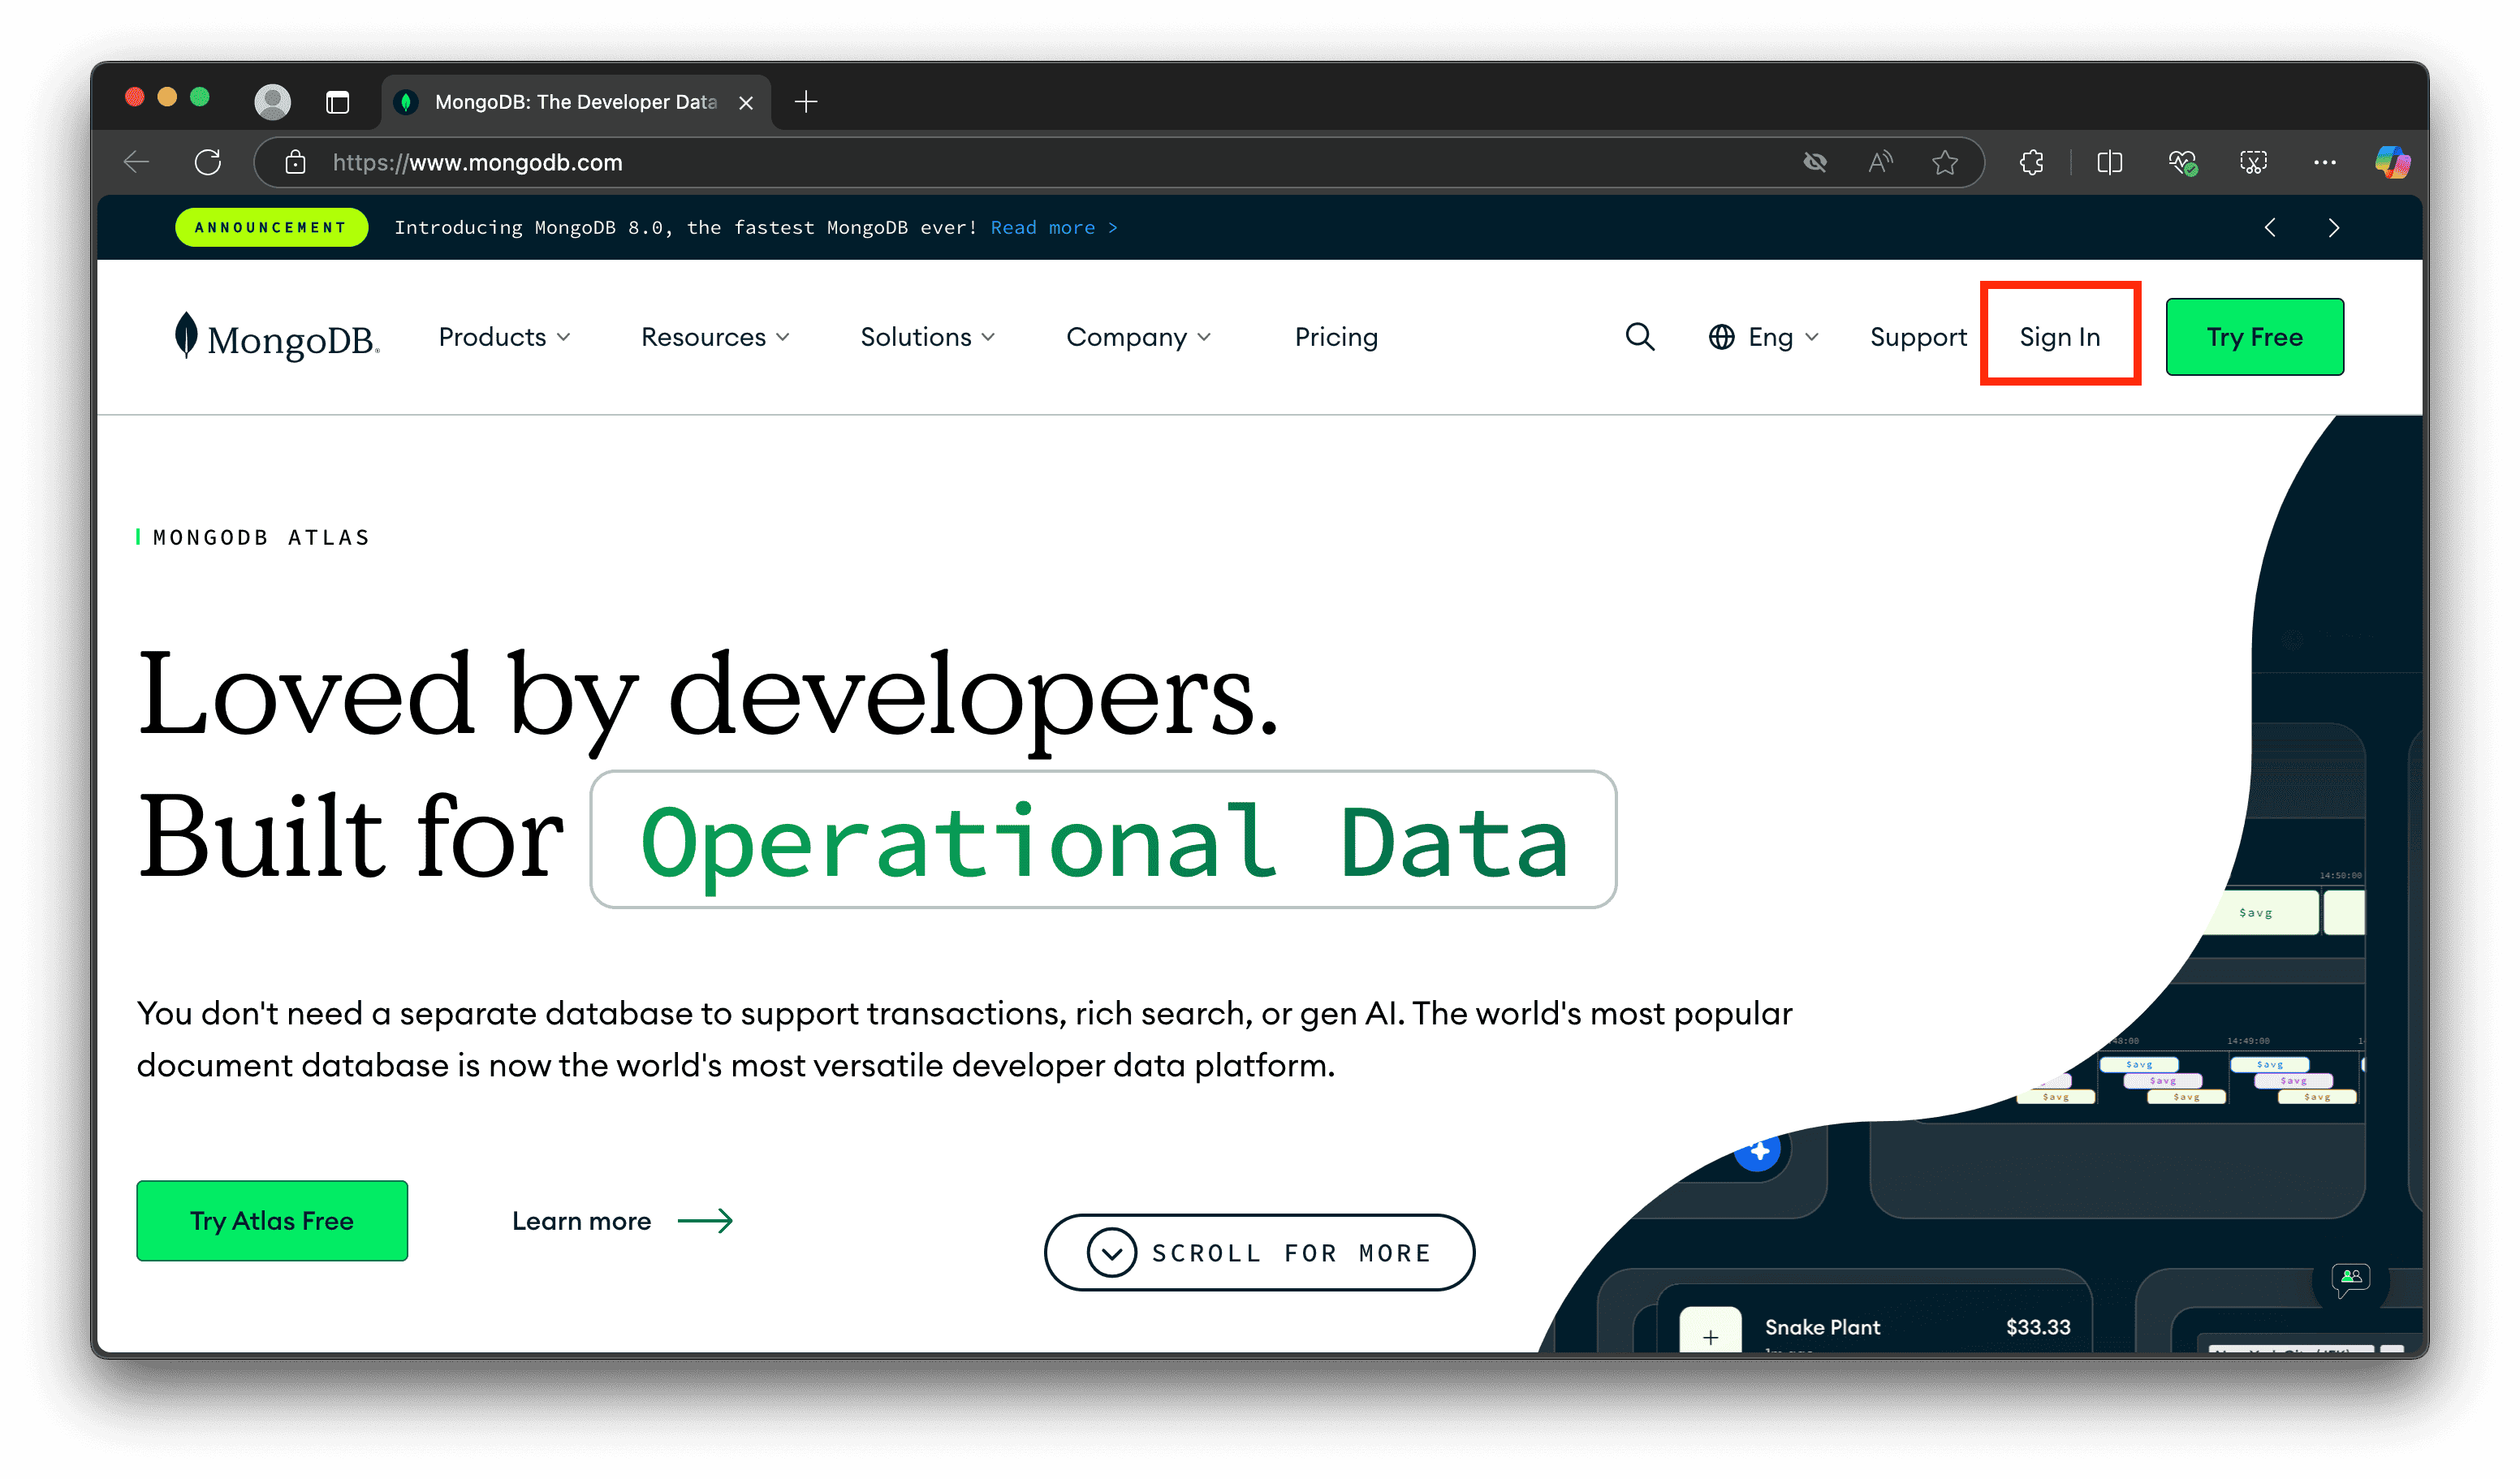 MongoDB: The Developer Data
https://www.mongodb.com
ANNOUNCEMENT Introducing MongoDB 8.0, the fastest MongoDB ever! Read more >
MongoDB. Products Resources Solutions Company Pricing Eng Support Sign In Try Free
MONGODB ATLAS
Loved by developers.
Built for Operational Data
14:50:00
$avg
You don't need a separate database to support transactions, rich search, or gen AI. The world's most popular
document database is now the world's most versatile developer data platform.
48:00 14:49:00
$avg $avg
$avg $avg
$avg $avg $avg
Try Atlas Free Learn more
SCROLL FOR MORE
Snake Plant $33.33